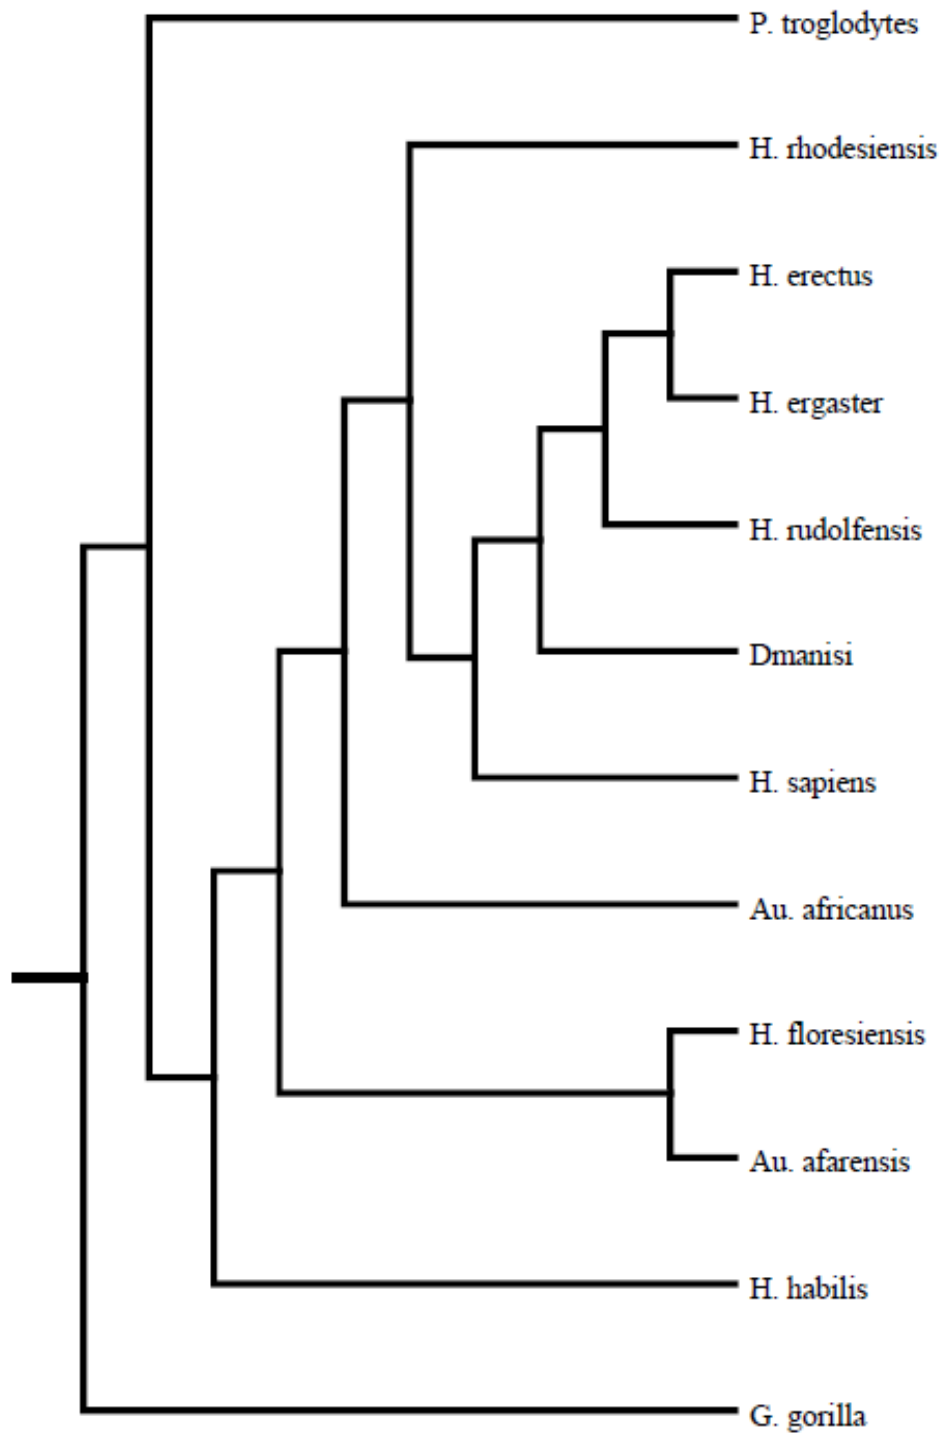 P. troglodytes
H. rhodesiensis
H. erectus
H. ergaster
H. rudolfensis
Dmanisi
H. sapiens
Au. africanus
H. floresiensis
Au. afarensis
H. habilis
G. gorilla